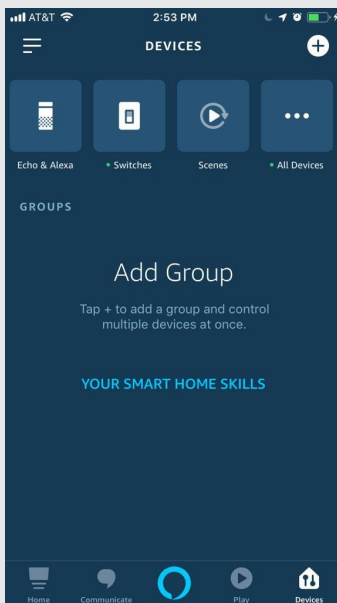 AT&T 2:53 PM
DEVICES
Echo & Alexa Switches Scenes All Devices
GROUPS
Add Group
Tap + to add a group and control
multiple devices at once.
YOUR SMART HOME SKILLS
Home Communicate Play Devices